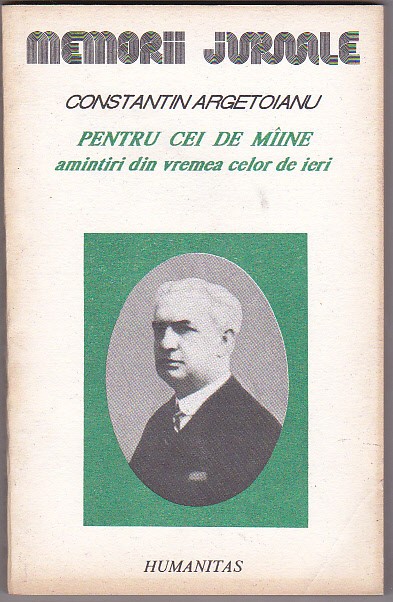 MEMORII JURNALE
CONSTANTIN ARGETOIANU
PENTRU CEI DE MÎINE
amintiri din vremea celor de ieri
HUMANITAS